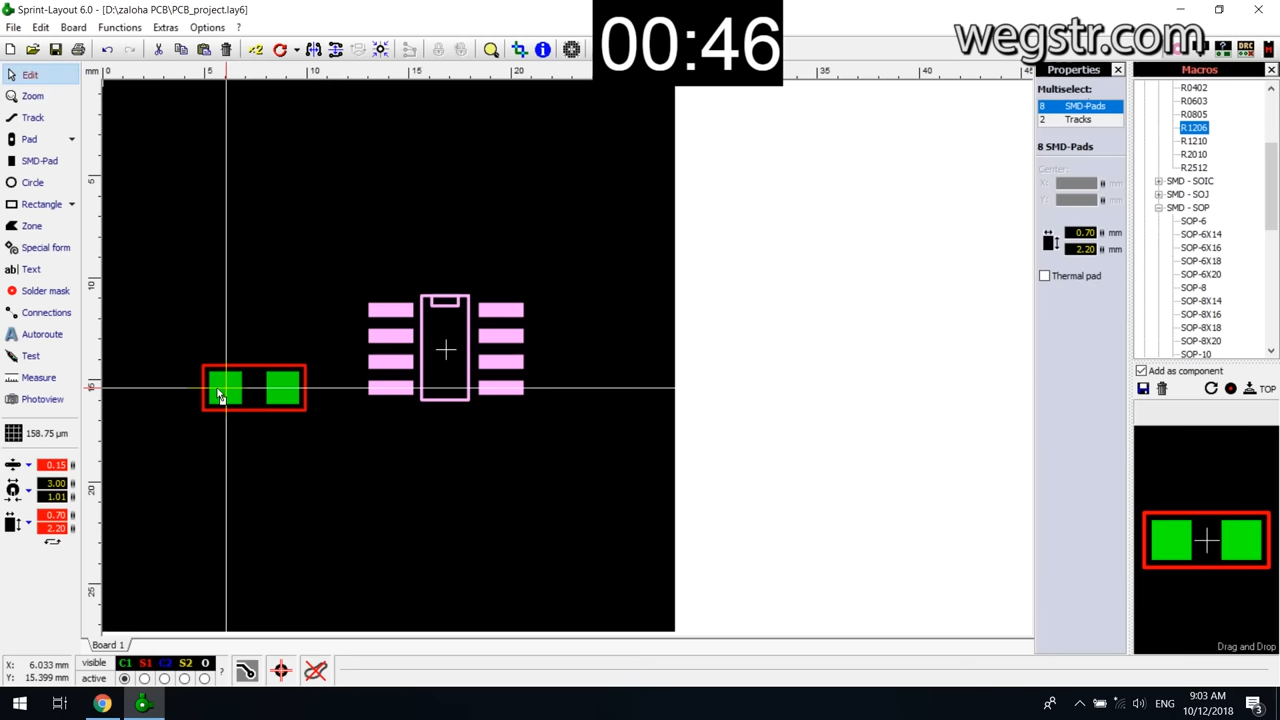 Sprint-Layout 6.0 - [D:\zaloha PCB\PCB_project.lay6]
File Edit Board Functions Extras Options ?
00:46
wegstr.com
mm 0 5 10 15 20 35 40 45
5
10
15
20
25
Edit
Zoom
Track
Pad
SMD-Pad
Circle
Rectangle
Zone
Special form
ab| Text
Solder mask
Connections
Autoroute
Test
Measure
Photoview
158.75 µm
0.15
3.00
1.01
0.70
2.20
Properties
Multiselect:
8 SMD-Pads
2 Tracks
8 SMD-Pads
Center:
X: mm
Y: mm
0.70 mm
2.20 mm
Thermal pad
Macros
R0402
R0603
R0805
R1206
R1210
R2010
R2512
SMD - SOIC
SMD - SOJ
SMD - SOP
SOP-6
SOP-6X14
SOP-6X16
SOP-6X18
SOP-6X20
SOP-8
SOP-8X14
SOP-8X16
SOP-8X18
SOP-8X20
SOP-10
Add as component
TOP
Drag and Drop
Board 1
X: 6.033 mm
Y: 15.399 mm
visible C1 S1 C2 S2 O
active
?
ENG
9:03 AM
10/12/2018
3